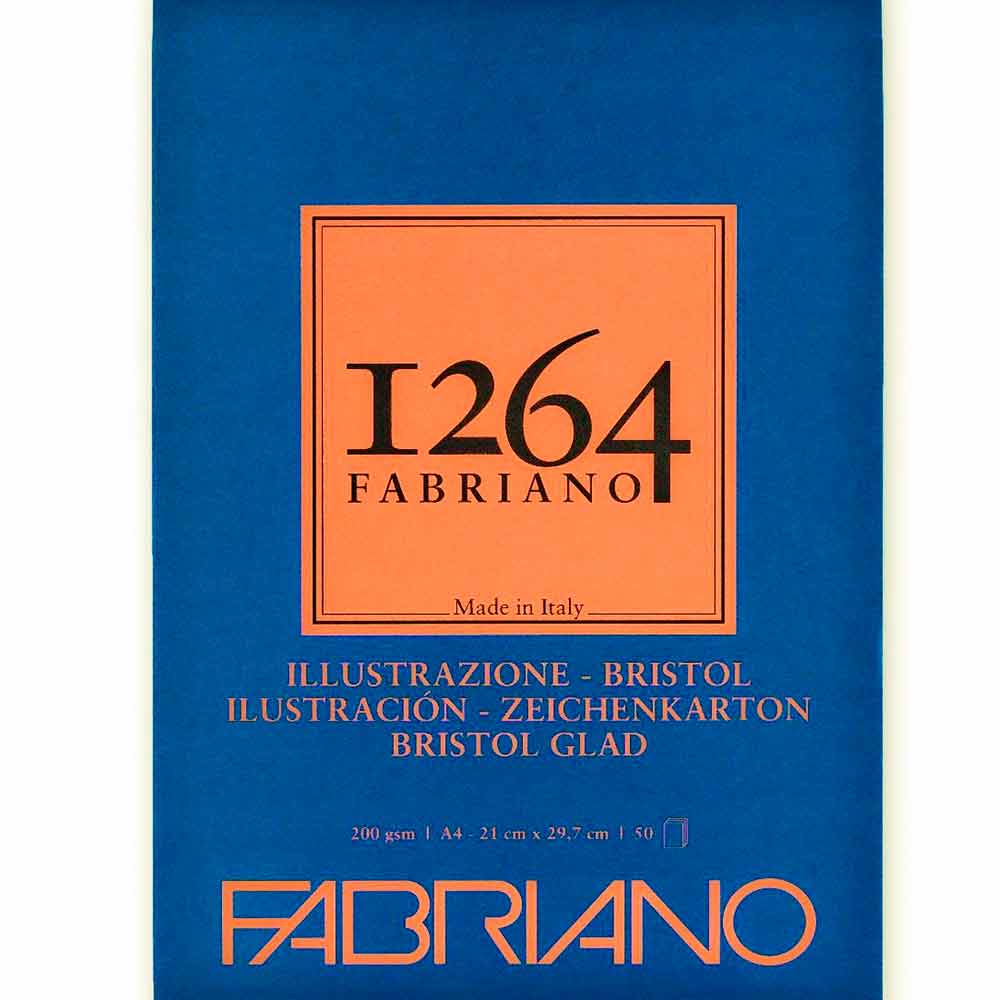 1264
FABRIANO
Made in Italy
ILLUSTRAZIONE - BRISTOL
ILUSTRACIÓN - ZEICHENKARTON
BRISTOL GLAD
200 gsm | A4 - 21 cm x 29,7 cm | 50
FABRIANO